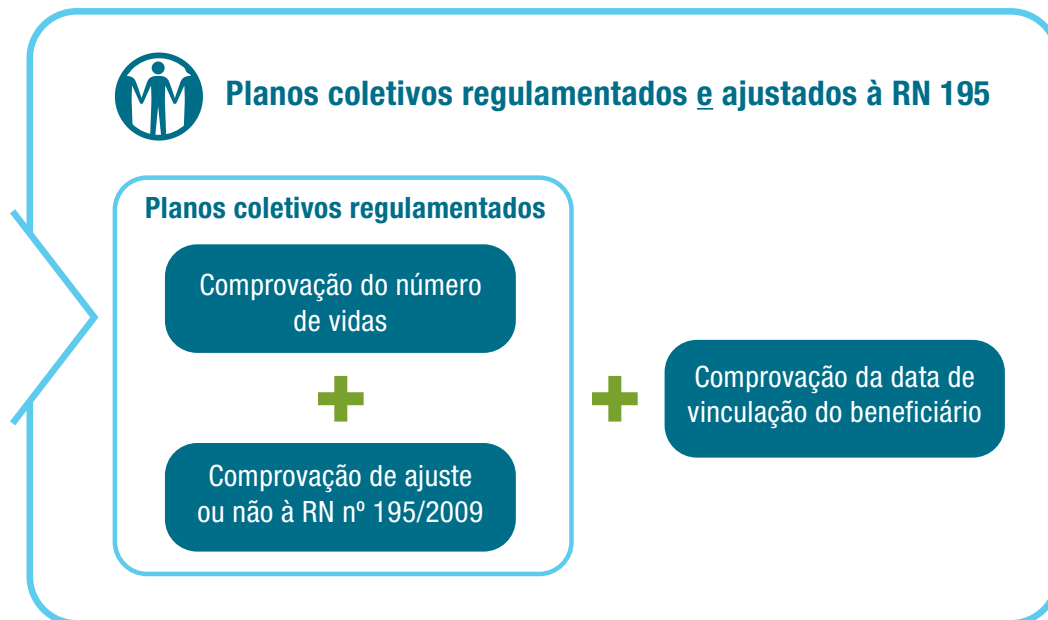 Planos coletivos regulamentados e ajustados à RN 195
Planos coletivos regulamentados
Comprovação do número
de vidas
Comprovação de ajuste
ou não à RN nº 195/2009
Comprovação da data de
vinculação do beneficiário